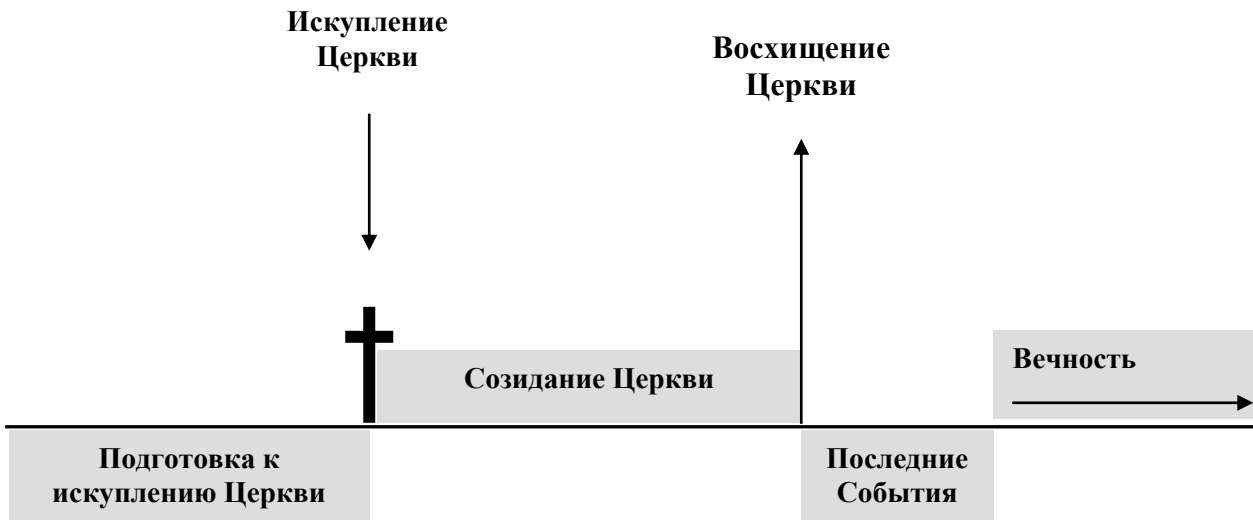 Искупление
Церкви
Восхищение
Церкви
Созидание Церкви
Вечность
Подготовка к
искуплению Церкви
Последние
События